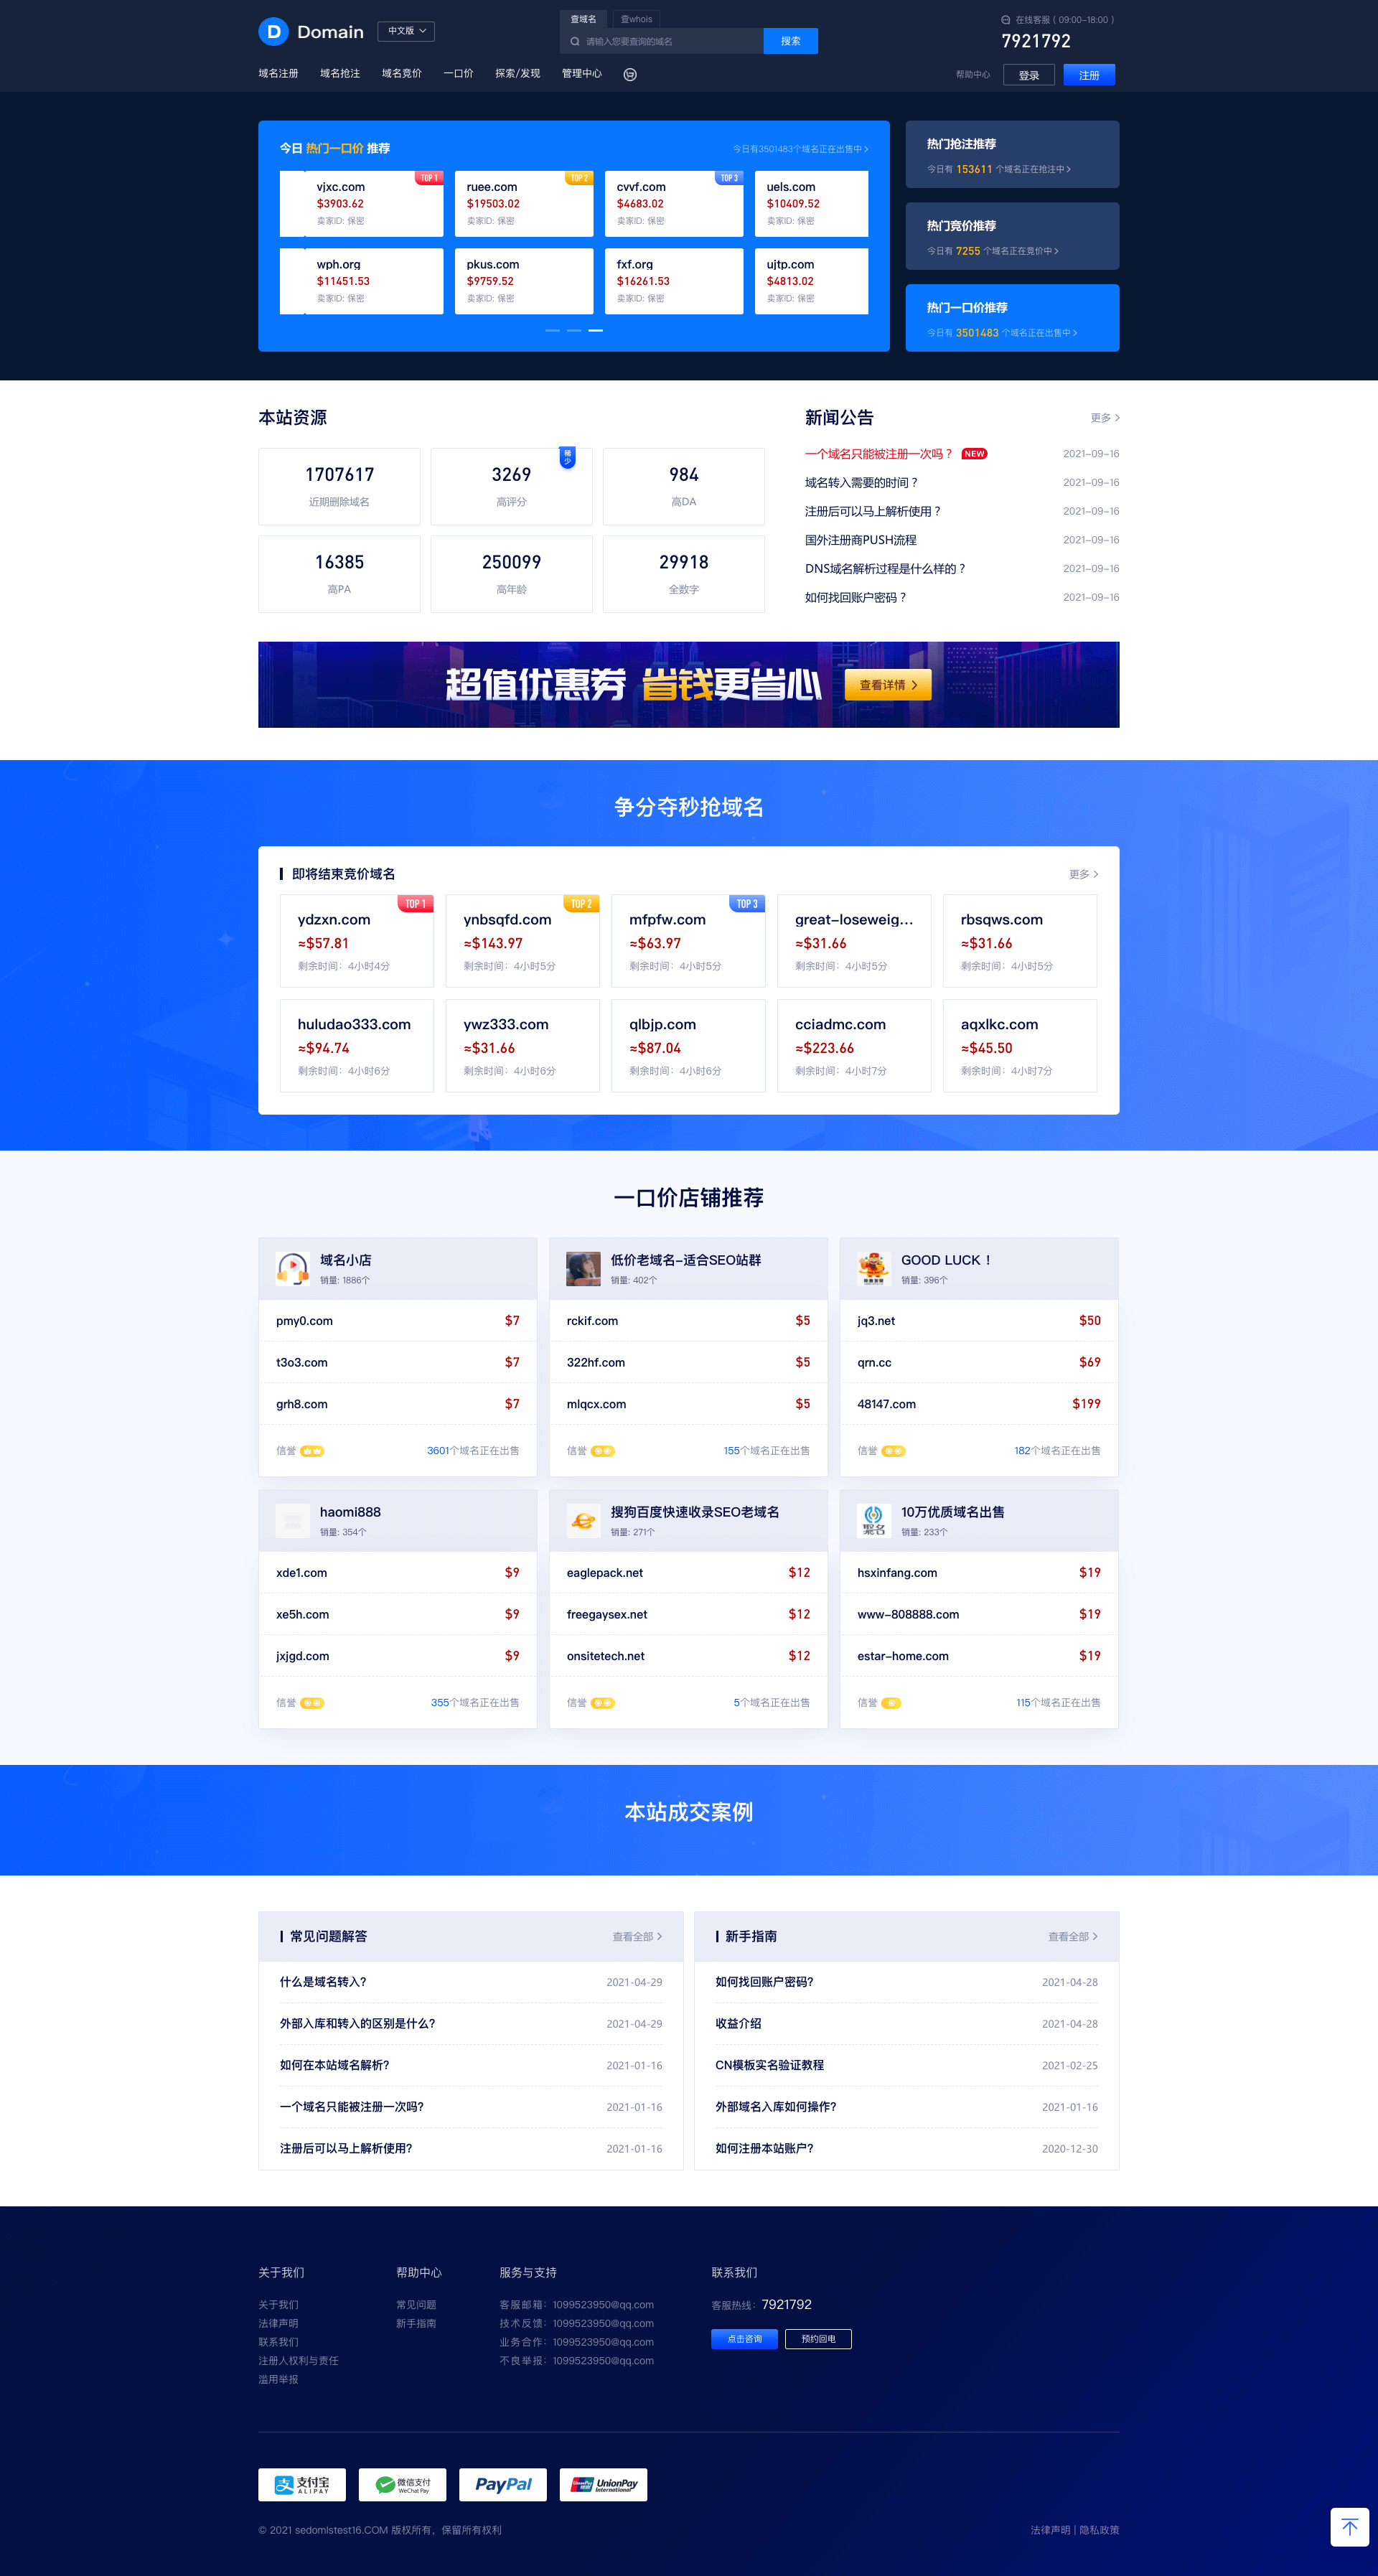 D Domain
中文版
查域名 查whois
请输入您要查询的域名 搜索
在线客服 ( 09:00-18:00 )
7921792
域名注册 域名抢注 域名竞价 一口价 探索/发现 管理中心
帮助中心 登录 注册
今日 热门一口价 推荐
今日有3501483个域名正在出售中
TOP 1 TOP 2 TOP 3
vjxc.com ruee.com cvvf.com uels.com
$3903.62 $19503.02 $4683.02 $10409.52
卖家ID: 保密 卖家ID: 保密 卖家ID: 保密 卖家ID: 保密
wph.org pkus.com fxf.org ujtp.com
$11451.53 $9759.52 $16261.53 $4813.02
卖家ID: 保密 卖家ID: 保密 卖家ID: 保密 卖家ID: 保密
热门抢注推荐
今日有 153611 个域名正在抢注中
热门竞价推荐
今日有 7255 个域名正在竞价中
热门一口价推荐
今日有 3501483 个域名正在出售中
本站资源
1707617 3269 984
近期删除域名 高评分 高DA
稀少
16385 250099 29918
高PA 高年龄 全数字
新闻公告 更多
一个域名只能被注册一次吗？ NEW 2021-09-16
域名转入需要的时间？ 2021-09-16
注册后可以马上解析使用？ 2021-09-16
国外注册商PUSH流程 2021-09-16
DNS域名解析过程是什么样的？ 2021-09-16
如何找回账户密码？ 2021-09-16
超值优惠券 省钱更省心 查看详情
争分夺秒抢域名
即将结束竞价域名 更多
TOP 1 TOP 2 TOP 3
ydzxn.com ynbsqfd.com mfpfw.com great-loseweig... rbsqws.com
≈$57.81 ≈$143.97 ≈$63.97 ≈$31.66 ≈$31.66
剩余时间：4小时4分 剩余时间：4小时5分 剩余时间：4小时5分 剩余时间：4小时5分 剩余时间：4小时5分
huludao333.com ywz333.com qlbjp.com cciadmc.com aqxlkc.com
≈$94.74 ≈$31.66 ≈$87.04 ≈$223.66 ≈$45.50
剩余时间：4小时6分 剩余时间：4小时6分 剩余时间：4小时6分 剩余时间：4小时7分 剩余时间：4小时7分
一口价店铺推荐
域名小店
销量: 1886个
pmy0.com $7
t3o3.com $7
grh8.com $7
信誉 3601个域名正在出售
低价老域名-适合SEO站群
销量: 402个
rckif.com $5
322hf.com $5
mlqcx.com $5
信誉 155个域名正在出售
GOOD LUCK！
销量: 396个
jq3.net $50
qrn.cc $69
48147.com $199
信誉 182个域名正在出售
haomi888
销量: 354个
xde1.com $9
xe5h.com $9
jxjgd.com $9
信誉 355个域名正在出售
搜狗百度快速收录SEO老域名
销量: 271个
eaglepack.net $12
freegaysex.net $12
onsitetech.net $12
信誉 5个域名正在出售
聚名
10万优质域名出售
销量: 233个
hsxinfang.com $19
www-808888.com $19
estar-home.com $19
信誉 115个域名正在出售
本站成交案例
常见问题解答 查看全部
什么是域名转入? 2021-04-29
外部入库和转入的区别是什么? 2021-04-29
如何在本站域名解析? 2021-01-16
一个域名只能被注册一次吗? 2021-01-16
注册后可以马上解析使用? 2021-01-16
新手指南 查看全部
如何找回账户密码? 2021-04-28
收益介绍 2021-04-28
CN模板实名验证教程 2021-02-25
外部域名入库如何操作? 2021-01-16
如何注册本站账户? 2020-12-30
关于我们
关于我们
法律声明
联系我们
注册人权利与责任
滥用举报
帮助中心
常见问题
新手指南
服务与支持
客服邮箱：1099523950@qq.com
技术反馈：1099523950@qq.com
业务合作：1099523950@qq.com
不良举报：1099523950@qq.com
联系我们
客服热线：7921792
点击咨询 预约回电
支付宝 ALIPAY
微信支付 WeChat Pay
PayPal
UnionPay International
© 2021 sedomlstest16.COM 版权所有，保留所有权利
法律声明 | 隐私政策